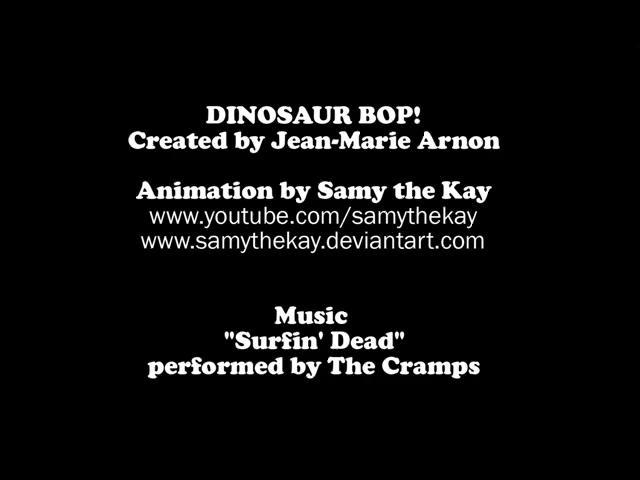 DINOSAUR BOP!
Created by Jean-Marie Arnon
Animation by Samy the Kay
www.youtube.com/samythekay
www.samythekay.deviantart.com
Music
"Surfin' Dead"
performed by The Cramps